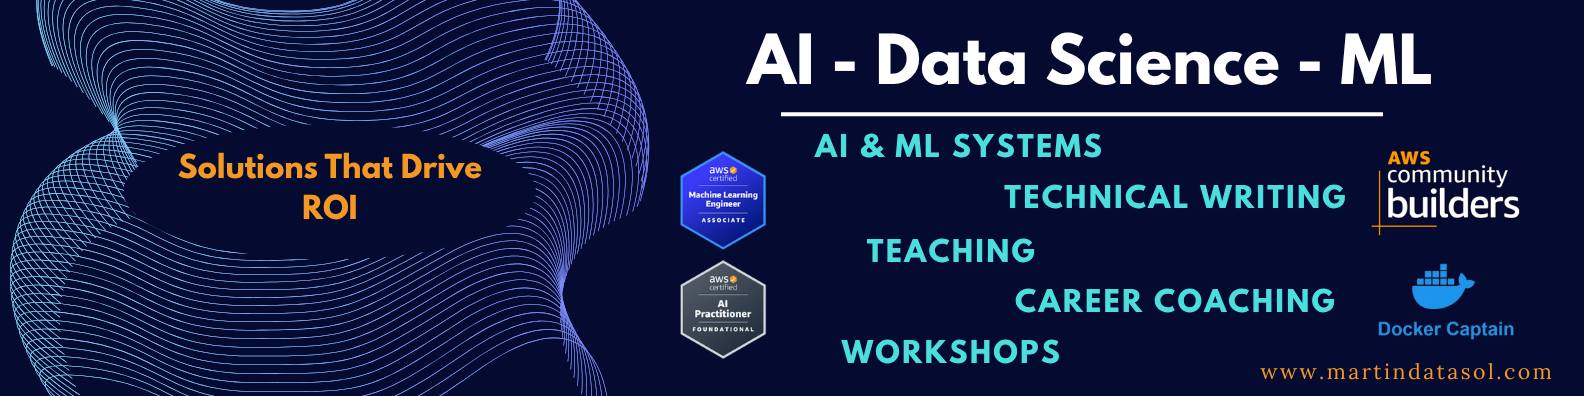 AI - Data Science - ML
Solutions That Drive
ROI
AI & ML SYSTEMS
TECHNICAL WRITING
TEACHING
CAREER COACHING
WORKSHOPS
aws
certified
Machine Learning
Engineer
ASSOCIATE
aws
certified
AI
Practitioner
FOUNDATIONAL
AWS
community
builders
Docker Captain
www.martindatasol.com